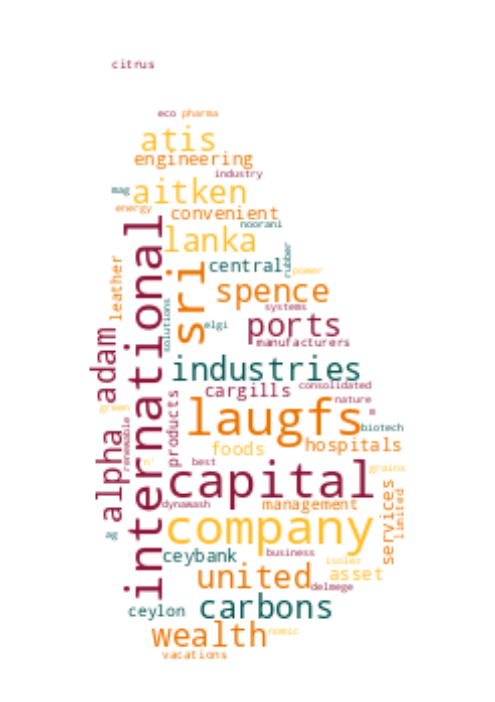 citrus
eco pharma
atis
engineering
industry
mag aitken
energy convenient
noorani
lanka
international
sri
central
rubber
power
leather
spence
systems
solutions
elgi
ports
manufacturers
adam
industries
consolidated
cargills
nature
green
products
laugfs
m
biotech
renewable
alpha
foods
hospitals
n'
best
grains
capital
dynawash
management
services
limited
company
ag
ceybank
business
isoler
united
asset
delmege
ceylon
carbons
wealth
nomic
vacations